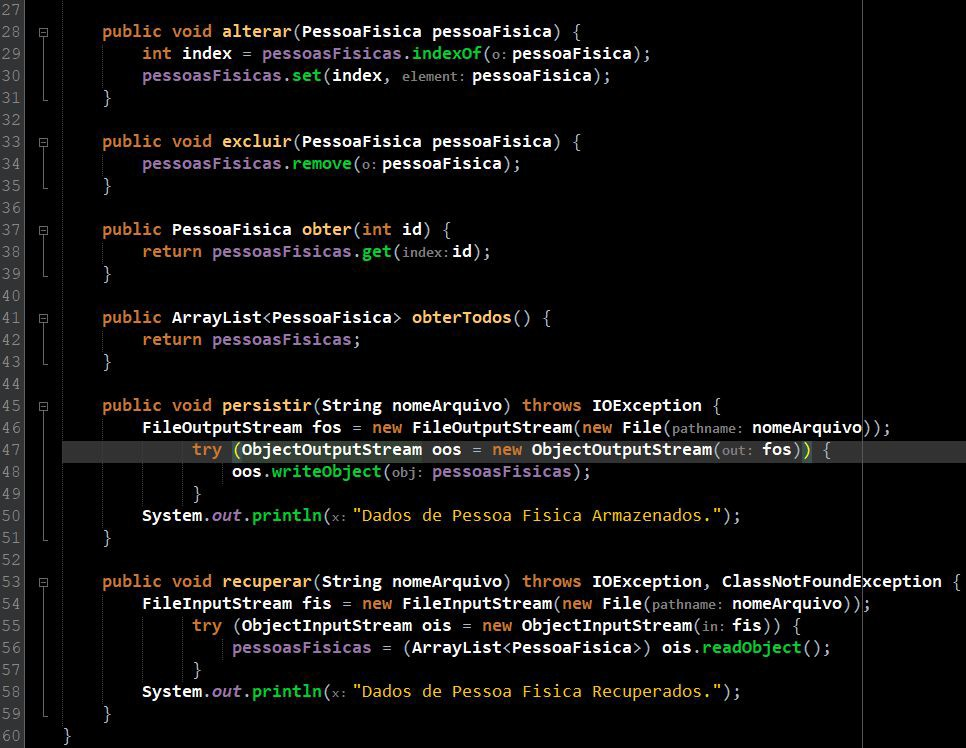 27
28 public void alterar(PessoaFisica pessoaFisica) {
29 int index = pessoasFisicas.indexOf(o: pessoaFisica);
30 pessoasFisicas.set(index, element: pessoaFisica);
31 }
32
33 public void excluir(PessoaFisica pessoaFisica) {
34 pessoasFisicas.remove(o: pessoaFisica);
35 }
36
37 public PessoaFisica obter(int id) {
38 return pessoasFisicas.get(index: id);
39 }
40
41 public ArrayList<PessoaFisica> obterTodos() {
42 return pessoasFisicas;
43 }
44
45 public void persistir(String nomeArquivo) throws IOException {
46 FileOutputStream fos = new FileOutputStream(new File(pathname: nomeArquivo));
47 try (ObjectOutputStream oos = new ObjectOutputStream(out: fos)) {
48 oos.writeObject(obj: pessoasFisicas);
49 }
50 System.out.println(x: "Dados de Pessoa Fisica Armazenados.");
51 }
52
53 public void recuperar(String nomeArquivo) throws IOException, ClassNotFoundException {
54 FileInputStream fis = new FileInputStream(new File(pathname: nomeArquivo));
55 try (ObjectInputStream ois = new ObjectInputStream(in: fis)) {
56 pessoasFisicas = (ArrayList<PessoaFisica>) ois.readObject();
57 }
58 System.out.println(x: "Dados de Pessoa Fisica Recuperados.");
59 }
60 }